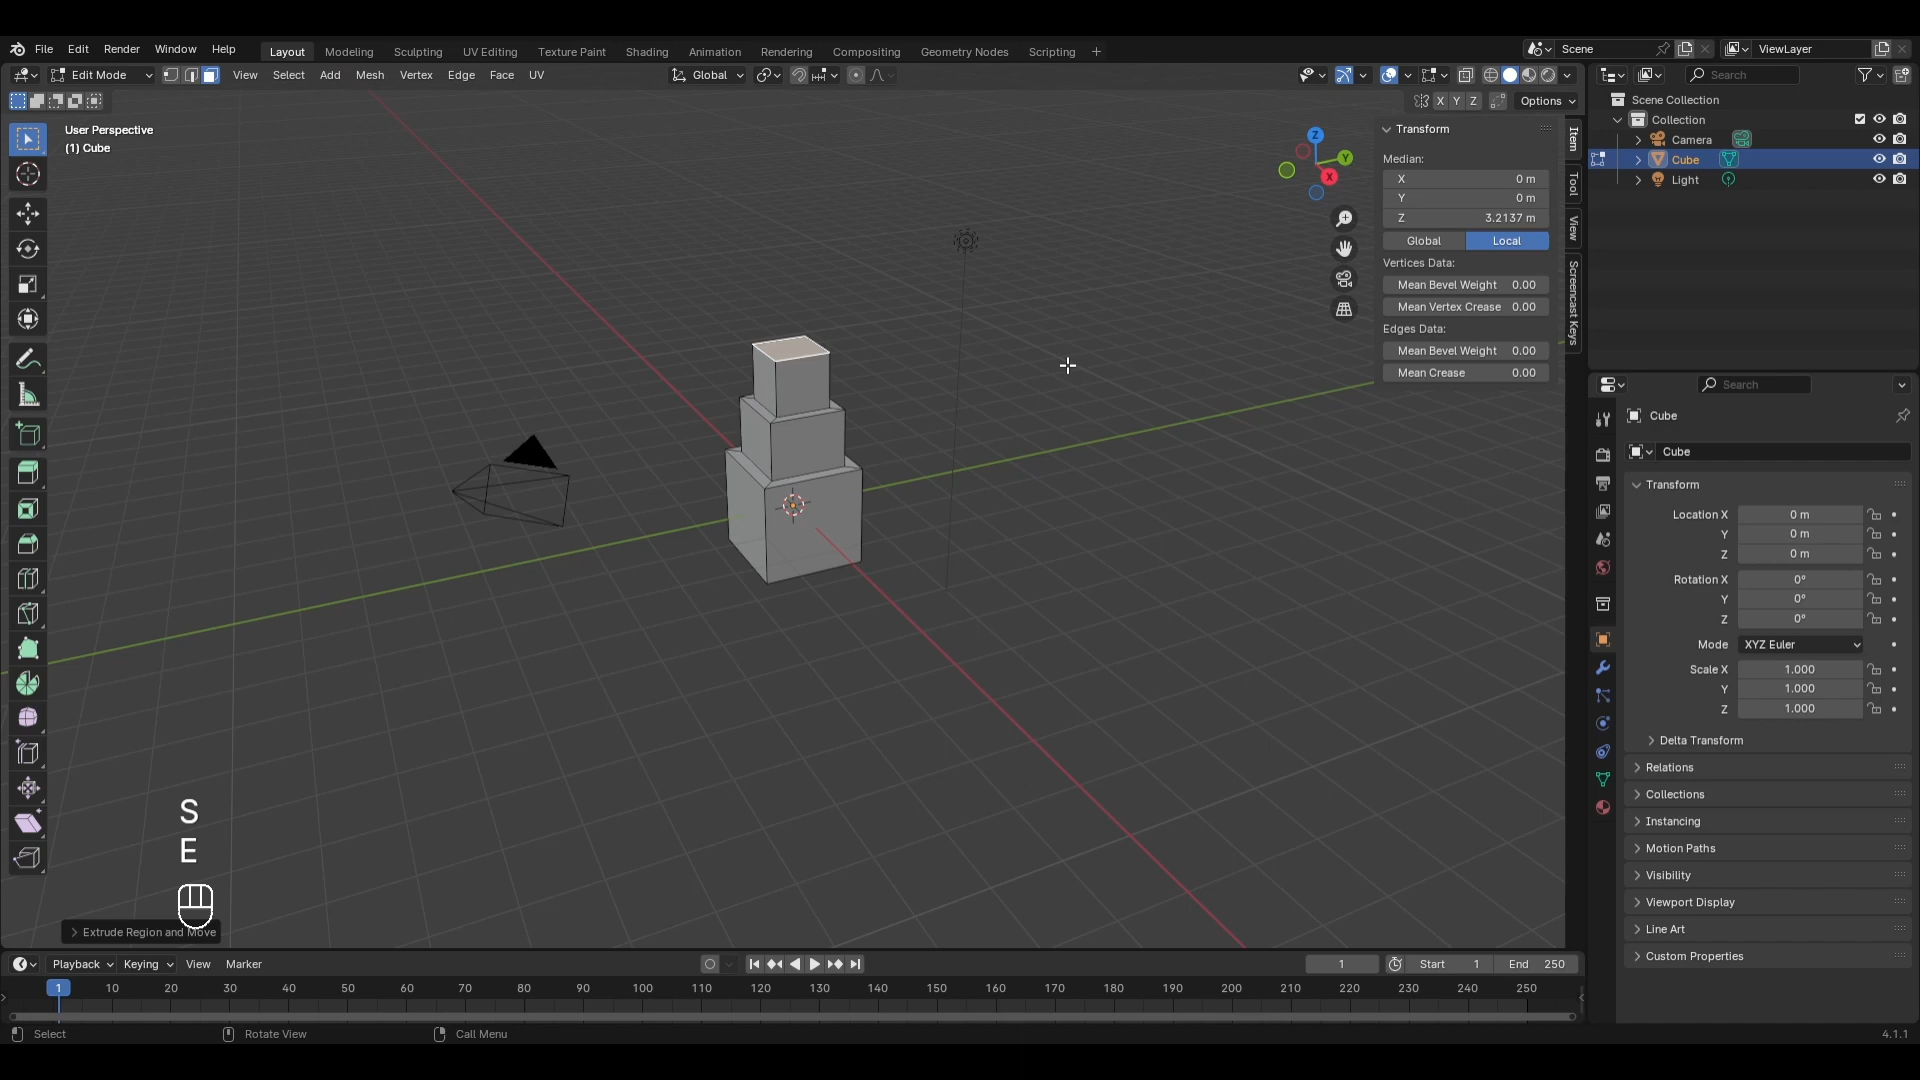 File Edit Render Window Help Layout Modeling Sculpting UV Editing Texture Paint Shading Animation Rendering Compositing Geometry Nodes Scripting + Scene ViewLayer
Edit Mode View Select Add Mesh Vertex Edge Face UV Global Search
X Y Z Options
User Perspective
(1) Cube
Z
Y
X
Transform
Median:
X 0 m
Y 0 m
Z 3.2137 m
Global Local
Vertices Data:
Mean Bevel Weight 0.00
Mean Vertex Crease 0.00
Edges Data:
Mean Bevel Weight 0.00
Mean Crease 0.00
Item
Tool
View
Screencast Keys
Scene Collection
Collection
Camera
Cube
Light
Search
Cube
Cube
Transform
Location X 0 m
Y 0 m
Z 0 m
Rotation X 0°
Y 0°
Z 0°
Mode XYZ Euler
Scale X 1.000
Y 1.000
Z 1.000
Delta Transform
Relations
Collections
Instancing
Motion Paths
Visibility
Viewport Display
Line Art
Custom Properties
S
E
Extrude Region and Move
Playback Keying View Marker 1 Start 1 End 250
1 10 20 30 40 50 60 70 80 90 100 110 120 130 140 150 160 170 180 190 200 210 220 230 240 250
Select Rotate View Call Menu 4.1.1